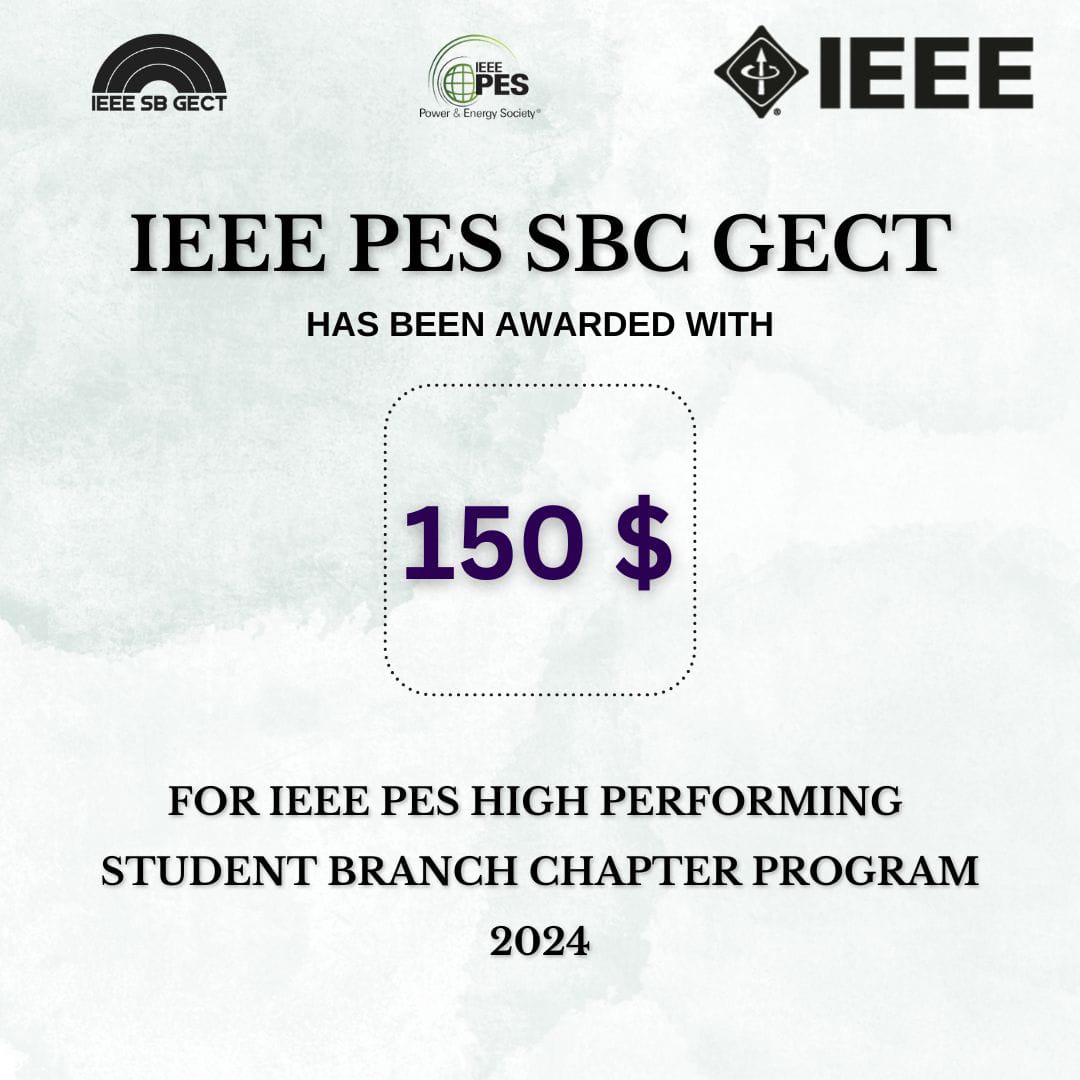 IEEE SB GECT
IEEE
PES
Power & Energy Society®
IEEE
®
IEEE PES SBC GECT
HAS BEEN AWARDED WITH
150 $
FOR IEEE PES HIGH PERFORMING
STUDENT BRANCH CHAPTER PROGRAM
2024